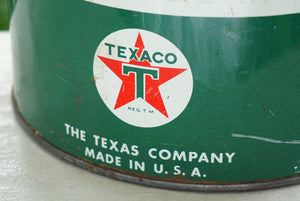 TEXACO
T
REG. T.M.
THE TEXAS COMPANY
MADE IN U.S.A.